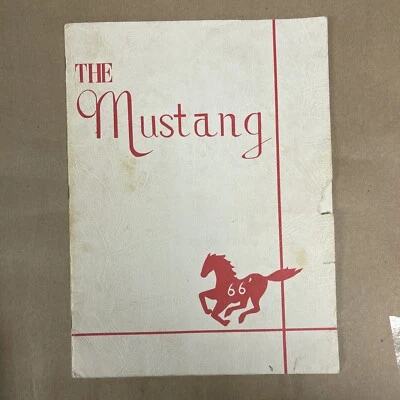 THE
Mustang
66'